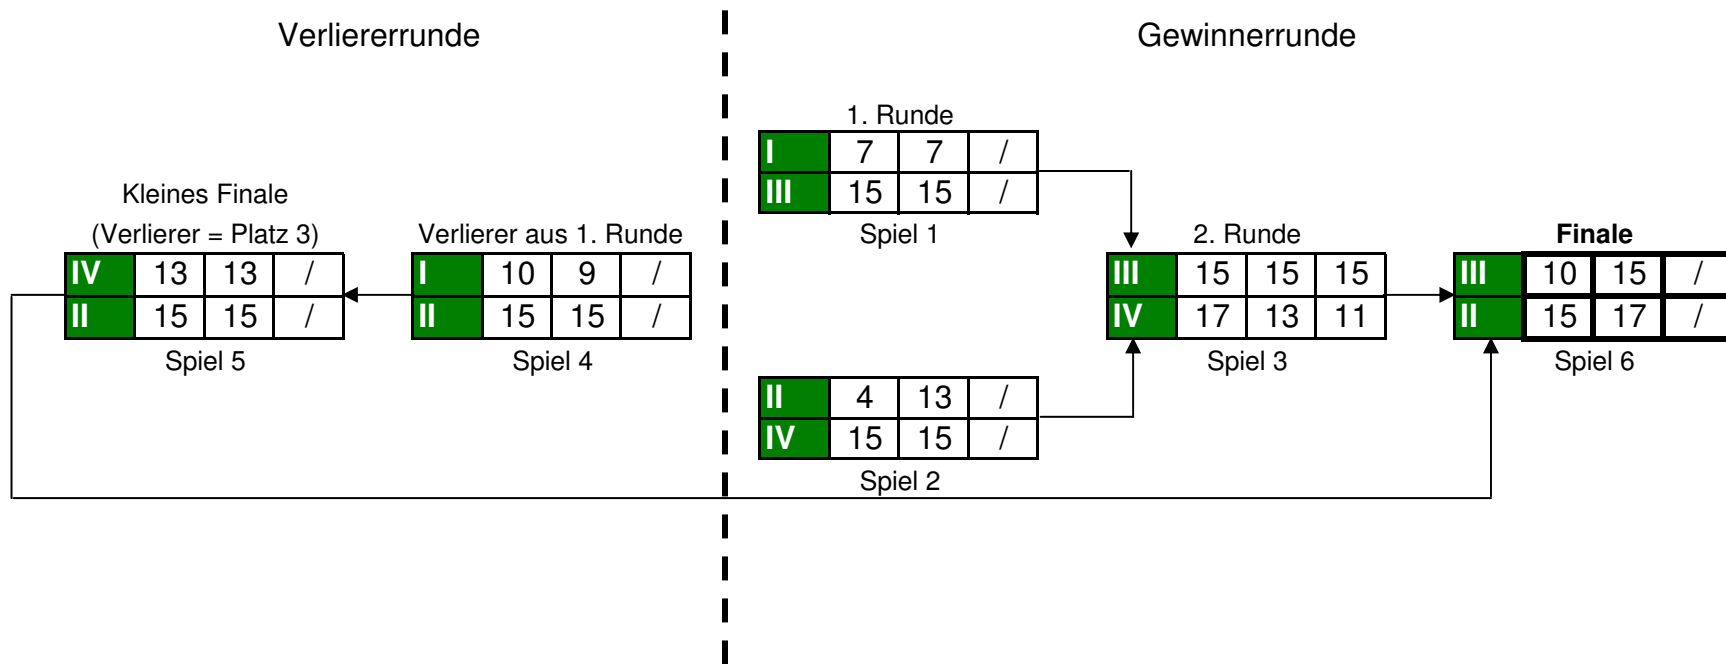 Verliererrunde
Gewinnerrunde
Kleines Finale
(Verlierer = Platz 3)
IV 13 13 /
II 15 15 /
Spiel 5
Verlierer aus 1. Runde
I 10 9 /
II 15 15 /
Spiel 4
1. Runde
I 7 7 /
III 15 15 /
Spiel 1
II 4 13 /
IV 15 15 /
Spiel 2
2. Runde
III 15 15 15
IV 17 13 11
Spiel 3
Finale
III 10 15 /
II 15 17 /
Spiel 6